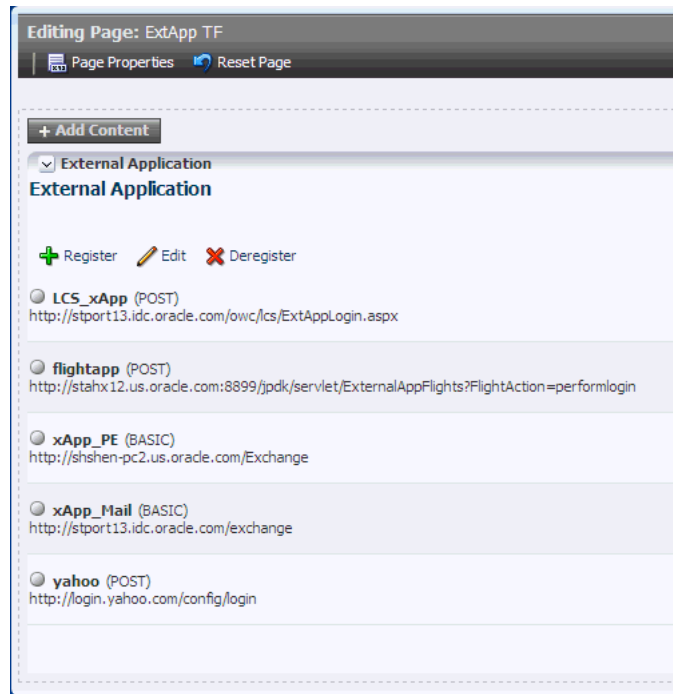 Editing Page: ExtApp TF
Page Properties Reset Page
+ Add Content
External Application
External Application
Register Edit Deregister
LCS_xApp (POST)
http://stport13.idc.oracle.com/owc/lcs/ExtAppLogin.aspx
flightapp (POST)
http://stahx12.us.oracle.com:8899/jpdk/servlet/ExternalAppFlights?FlightAction=performlogin
xApp_PE (BASIC)
http://shshen-pc2.us.oracle.com/Exchange
xApp_Mail (BASIC)
http://stport13.idc.oracle.com/exchange
yahoo (POST)
http://login.yahoo.com/config/login